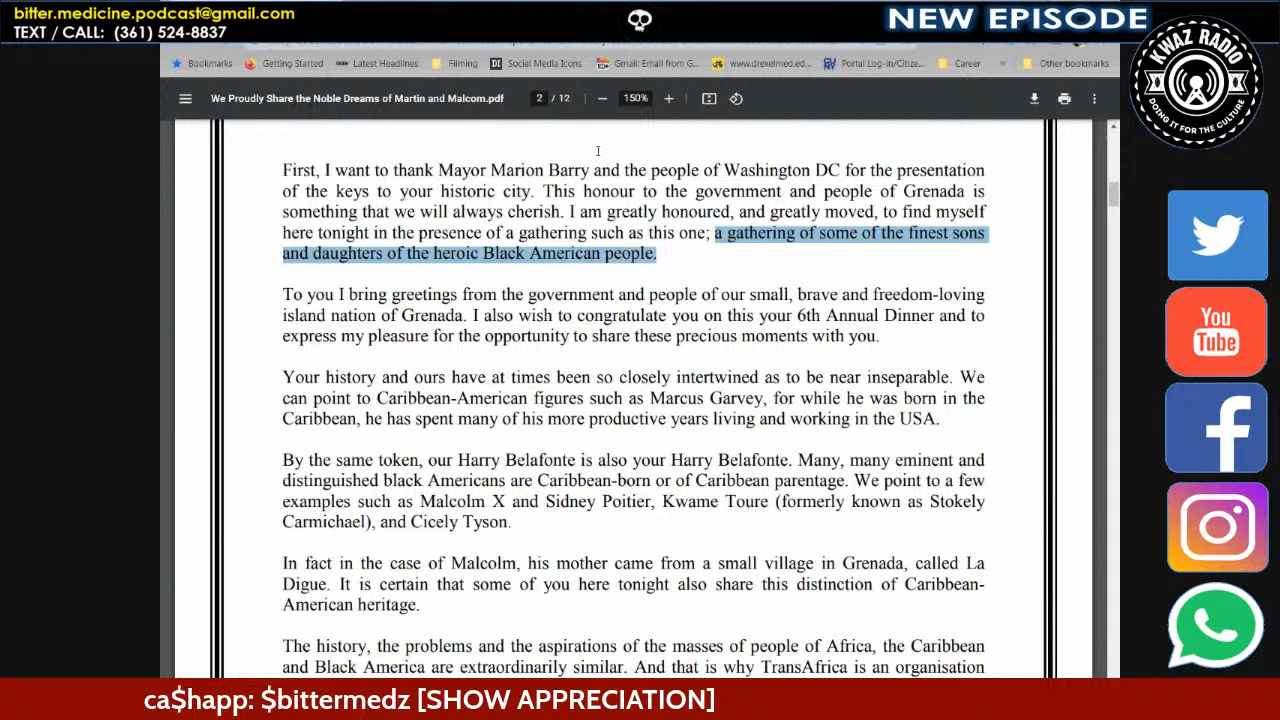 bitter.medicine.podcast@gmail.com
TEXT / CALL: (361) 524-8837
NEW EPISODE
KWAZ RADIO
DOING IT FOR THE CULTURE
Bookmarks
Getting Started
Latest Headlines
Filming
DI Social Media Icons
Gmail: Email from G...
www.drexelmed.ed...
Portal Log-in/Citize...
Career
»
Other bookmarks
We Proudly Share the Noble Dreams of Martin and Malcom.pdf
2 / 12
150%
First, I want to thank Mayor Marion Barry and the people of Washington DC for the presentation
of the keys to your historic city. This honour to the government and people of Grenada is
something that we will always cherish. I am greatly honoured, and greatly moved, to find myself
here tonight in the presence of a gathering such as this one; a gathering of some of the finest sons
and daughters of the heroic Black American people.
To you I bring greetings from the government and people of our small, brave and freedom-loving
island nation of Grenada. I also wish to congratulate you on this your 6th Annual Dinner and to
express my pleasure for the opportunity to share these precious moments with you.
Your history and ours have at times been so closely intertwined as to be near inseparable. We
can point to Caribbean-American figures such as Marcus Garvey, for while he was born in the
Caribbean, he has spent many of his more productive years living and working in the USA.
By the same token, our Harry Belafonte is also your Harry Belafonte. Many, many eminent and
distinguished black Americans are Caribbean-born or of Caribbean parentage. We point to a few
examples such as Malcolm X and Sidney Poitier, Kwame Toure (formerly known as Stokely
Carmichael), and Cicely Tyson.
In fact in the case of Malcolm, his mother came from a small village in Grenada, called La
Digue. It is certain that some of you here tonight also share this distinction of Caribbean-
American heritage.
The history, the problems and the aspirations of the masses of people of Africa, the Caribbean
and Black America are extraordinarily similar. And that is why TransAfrica is an organisation
You
Tube
ca$happ: $bittermedz [SHOW APPRECIATION]